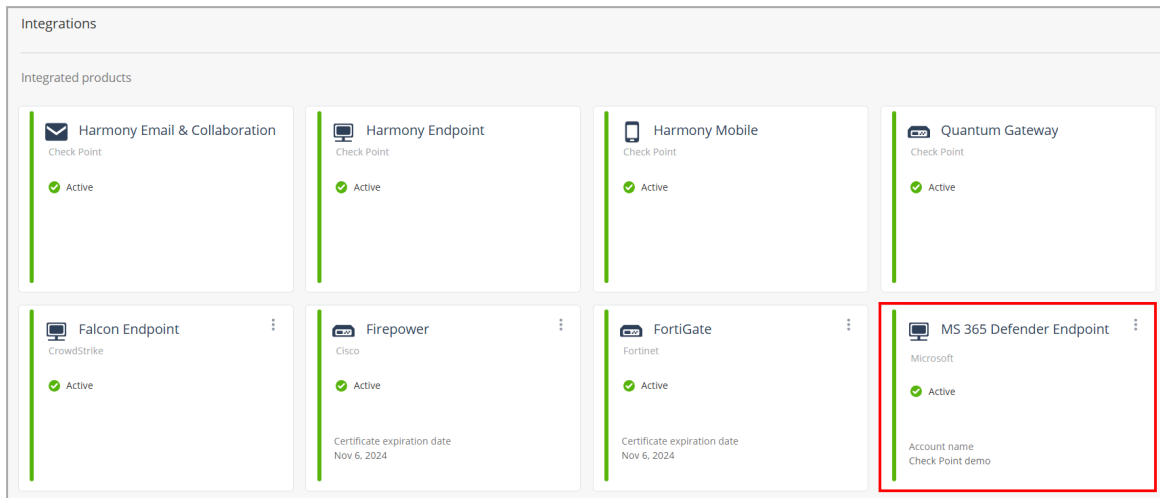 Integrations
Integrated products
Harmony Email & Collaboration
Check Point
Active
Harmony Endpoint
Check Point
Active
Harmony Mobile
Check Point
Active
Quantum Gateway
Check Point
Active
Falcon Endpoint
CrowdStrike
Active
Firepower
Cisco
Active
Certificate expiration date
Nov 6, 2024
FortiGate
Fortinet
Active
Certificate expiration date
Nov 6, 2024
MS 365 Defender Endpoint
Microsoft
Active
Account name
Check Point demo